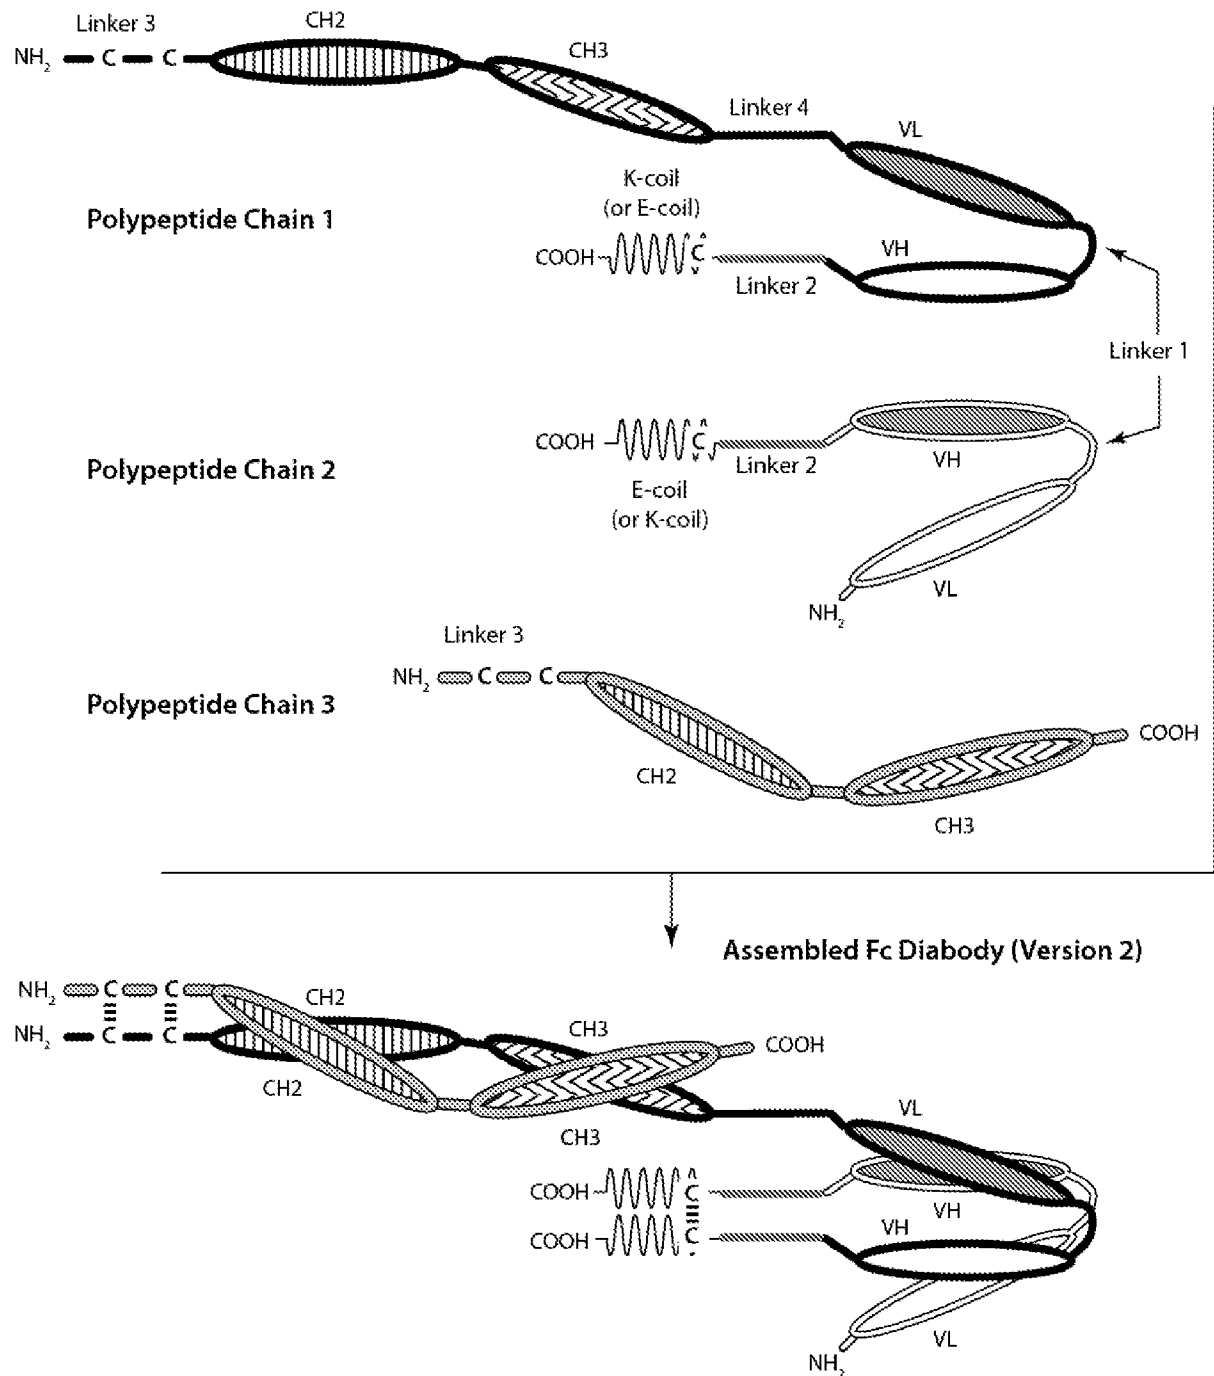 Linker 3
CH2
NH2
C
C
CH3
Linker 4
VL
K-coil
(or E-coil)
Polypeptide Chain 1
COOH
C
VH
Linker 2
Linker 1
COOH
C
Linker 2
VH
Polypeptide Chain 2
E-coil
(or K-coil)
VL
NH2
Linker 3
NH2
C
C
Polypeptide Chain 3
COOH
CH2
CH3
Assembled Fc Diabody (Version 2)
NH2
C
C
CH2
NH2
C
C
CH3
COOH
CH2
CH3
VL
COOH
C
VH
COOH
C
VH
VL
NH2